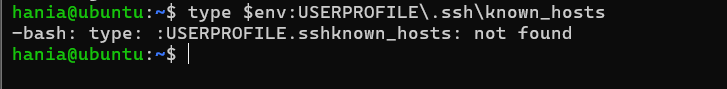 hania@ubuntu:~$ type $env:USERPROFILE\.ssh\known_hosts
-bash: type: :USERPROFILE.sshknown_hosts: not found
hania@ubuntu:~$